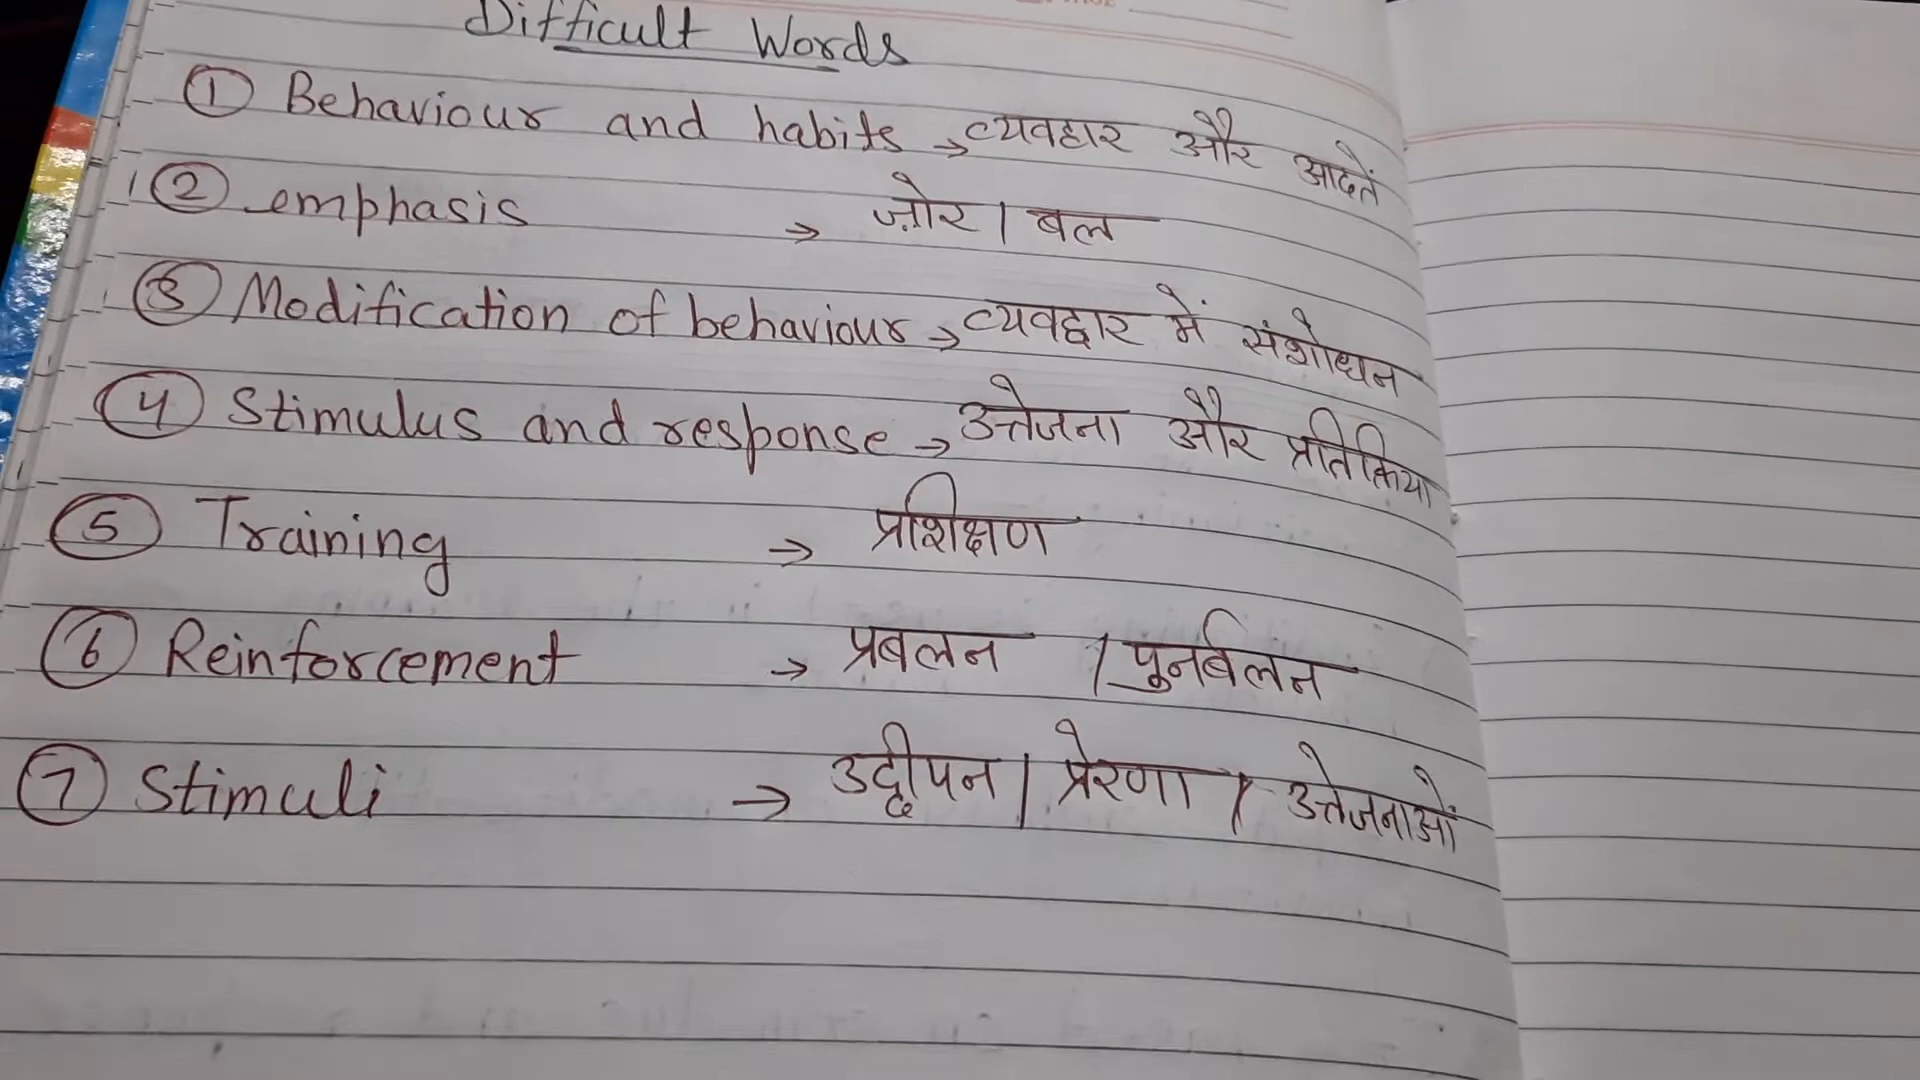 Difficult Words
① Behaviour and habits → व्यवहार और आदतें
② emphasis → ज़ोर / बल
③ Modification of behaviour → व्यवहार में संशोधन
④ Stimulus and response → उत्तेजना और प्रतिक्रिया
⑤ Training → प्रशिक्षण
⑥ Reinforcement → प्रबलन / पुनर्बलन
⑦ Stimuli → उद्दीपन / प्रेरणा / उत्तेजनाओं